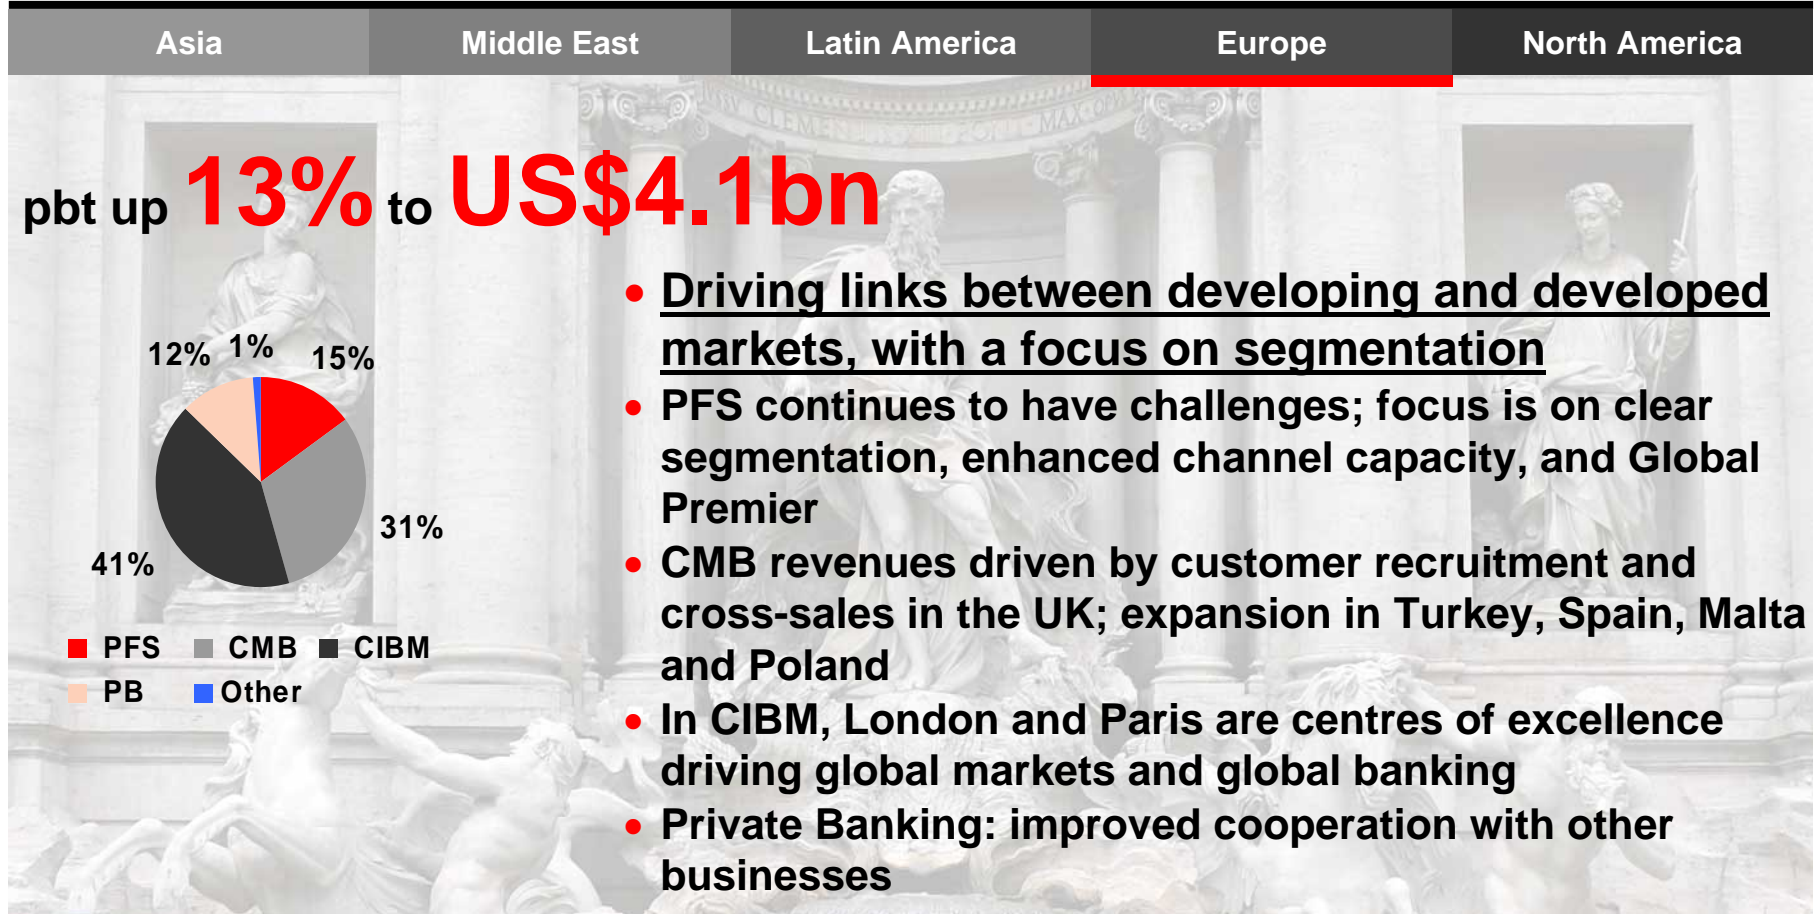 Asia Middle East Latin America Europe North America
pbt up 13% to US$4.1bn
• Driving links between developing and developed
markets, with a focus on segmentation
• PFS continues to have challenges; focus is on clear
segmentation, enhanced channel capacity, and Global
Premier
• CMB revenues driven by customer recruitment and
cross-sales in the UK; expansion in Turkey, Spain, Malta
and Poland
• In CIBM, London and Paris are centres of excellence
driving global markets and global banking
• Private Banking: improved cooperation with other
businesses
12% 1% 15%
31%
41%
PFS CMB CIBM
PB Other